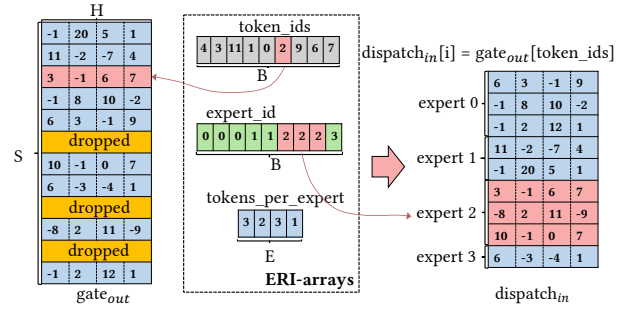 H
-1 20 5 1
11 -2 -7 4
3 -1 6 7
-1 8 10 -2
6 3 -1 9
dropped
10 -1 0 7
6 -3 -4 1
dropped
-8 2 11 -9
dropped
-1 2 12 1
S
gate_out
token_ids
4 3 11 1 0 2 9 6 7
B
expert_id
0 0 0 1 1 2 2 2 3
B
tokens_per_expert
3 2 3 1
E
ERI-arrays
dispatch_in[i] = gate_out[token_ids]
expert 0
expert 1
expert 2
expert 3
6 3 -1 9
-1 8 10 -2
-1 2 12 1
11 -2 -7 4
-1 20 5 1
3 -1 6 7
-8 2 11 -9
10 -1 0 7
6 -3 -4 1
dispatch_in